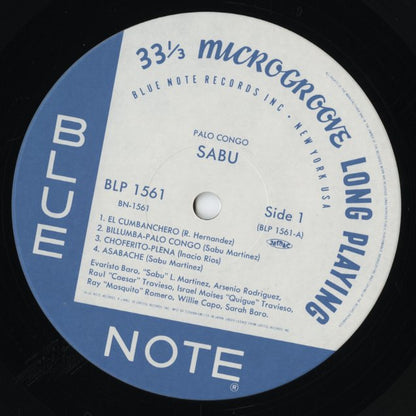 33 1/3 MICROGROOVE LONG PLAYING
BLUE NOTE RECORDS INC · NEW YORK USA
PALO CONGO
SABU
BLP 1561
BN-1561
Side 1
(BLP 1561-A)
1. EL CUMBANCHERO (R. Hernandez)
2. BILLUMBA-PALO CONGO (Sabu Martinez)
3. CHOFERITO-PLENA (Inacio Rios)
4. ASABACHE (Sabu Martinez)
Evaristo Baro, "Sabu" L. Martinez, Arsenio Rodriguez,
Raul "Caesar" Travieso, Israel Moises "Quigue" Travieso,
Ray "Mosquito" Romero, Willie Capo, Sarah Baro.
BLUE
NOTE
®